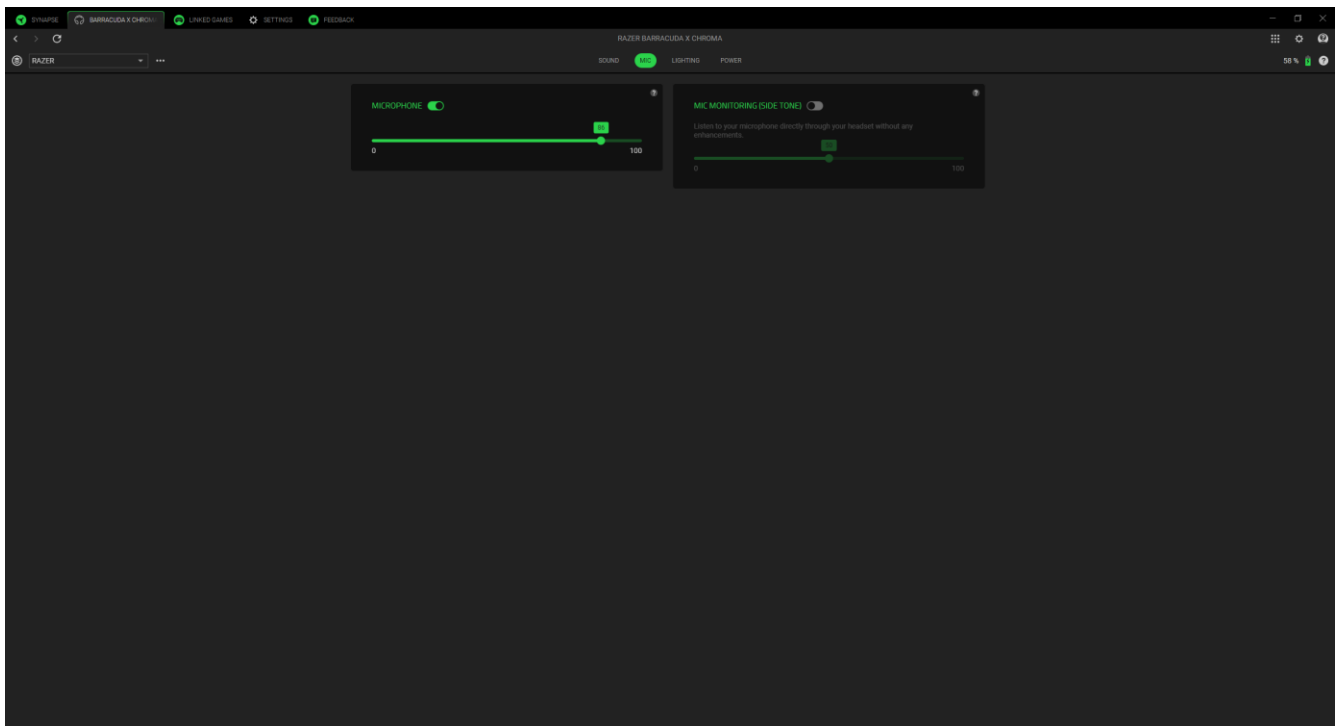 SYNAPSE BARRACUDA X CHROM LINKED GAMES SETTINGS FEEDBACK
RAZER BARRACUDA X CHROMA
RAZER SOUND MIC LIGHTING POWER 58 %
MICROPHONE
0 100
MIC MONITORING (SIDE TONE)
Listen to your microphone directly through your headset without any
enhancements.
0 100